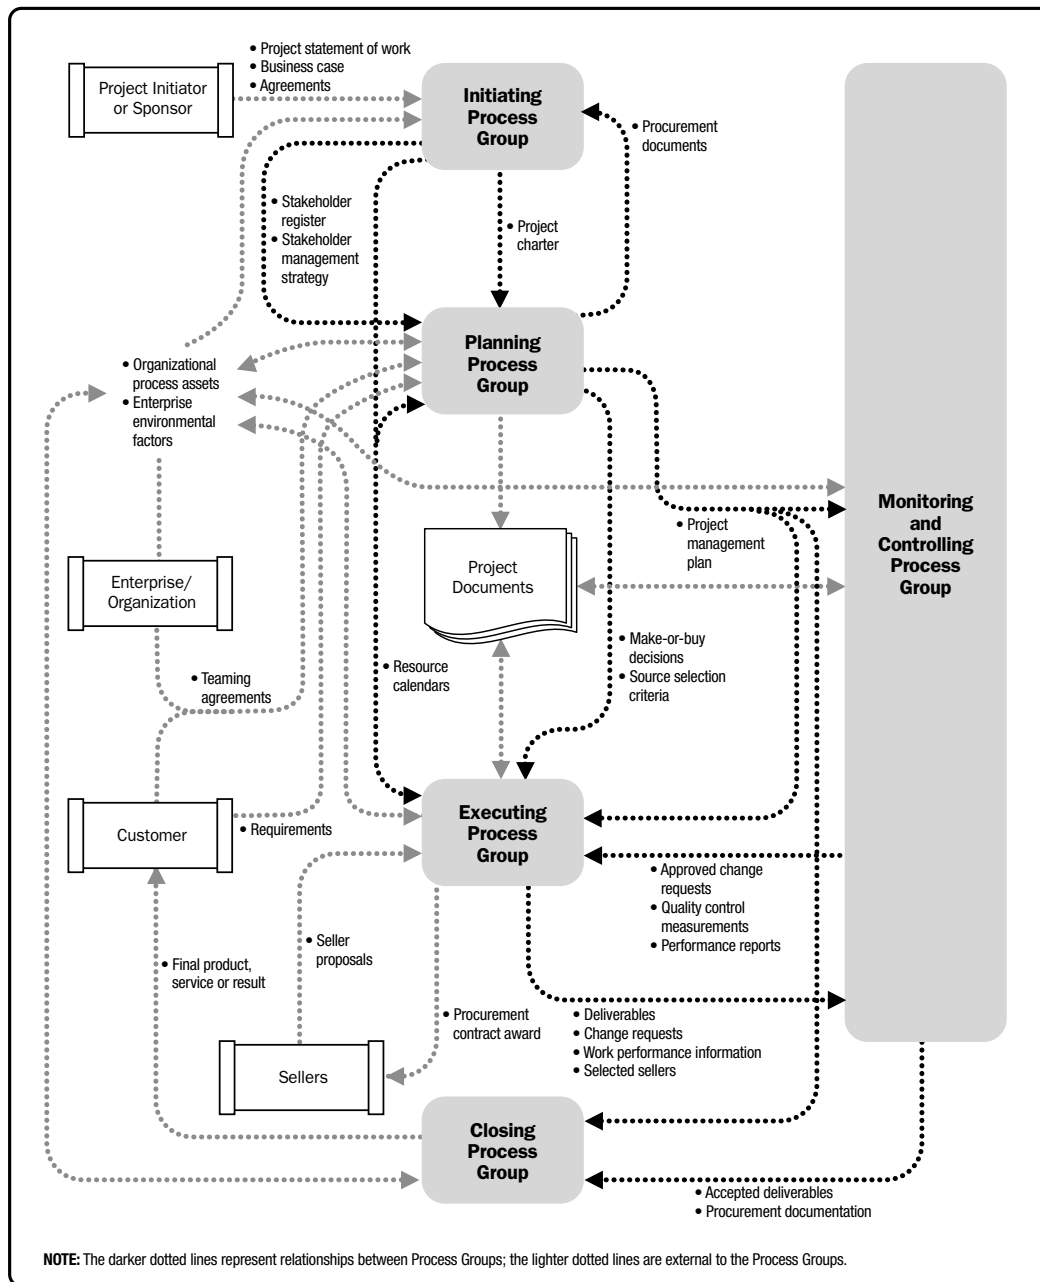 • Project statement of work
• Business case
• Agreements
Project Initiator
or Sponsor
Initiating
Process
Group
• Procurement
documents
• Stakeholder
register
• Stakeholder
management
strategy
• Project
charter
Planning
Process
Group
• Organizational
process assets
• Enterprise
environmental
factors
Monitoring
and
Controlling
Process
Group
• Project
management
plan
Project
Documents
Enterprise/
Organization
• Make-or-buy
decisions
• Source selection
criteria
• Resource
calendars
• Teaming
agreements
Customer
• Requirements
Executing
Process
Group
• Approved change
requests
• Quality control
measurements
• Performance reports
• Seller
proposals
• Final product,
service or result
• Procurement
contract award
• Deliverables
• Change requests
• Work performance information
• Selected sellers
Sellers
Closing
Process
Group
• Accepted deliverables
• Procurement documentation
NOTE: The darker dotted lines represent relationships between Process Groups; the lighter dotted lines are external to the Process Groups.